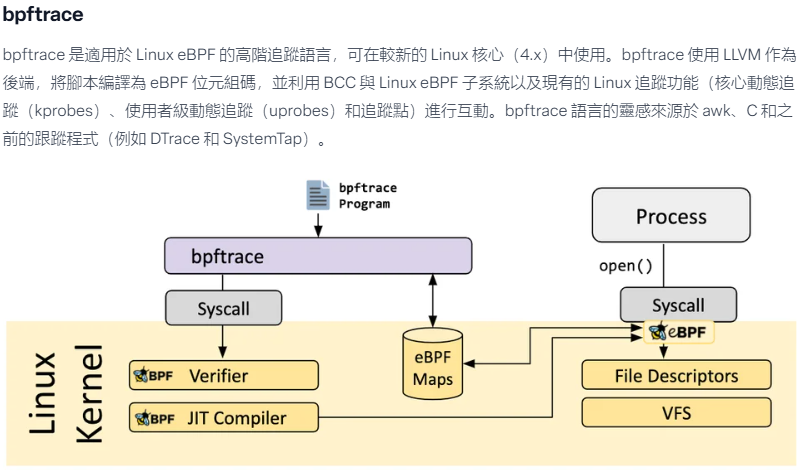 bpftrace
bpftrace 是適用於 Linux eBPF 的高階追蹤語言，可在較新的 Linux 核心（4.x）中使用。bpftrace 使用 LLVM 作為
後端，將腳本編譯為 eBPF 位元組碼，並利用 BCC 與 Linux eBPF 子系統以及現有的 Linux 追蹤功能（核心動態追
蹤（kprobes）、使用者級動態追蹤（uprobes）和追蹤點）進行互動。bpftrace 語言的靈感來源於 awk、C 和之
前的跟蹤程式（例如 DTrace 和 SystemTap）。
bpftrace
Program
bpftrace
Syscall
Process
open()
Syscall
eBPF
Linux
Kernel
BPF Verifier
BPF JIT Compiler
eBPF
Maps
File Descriptors
VFS